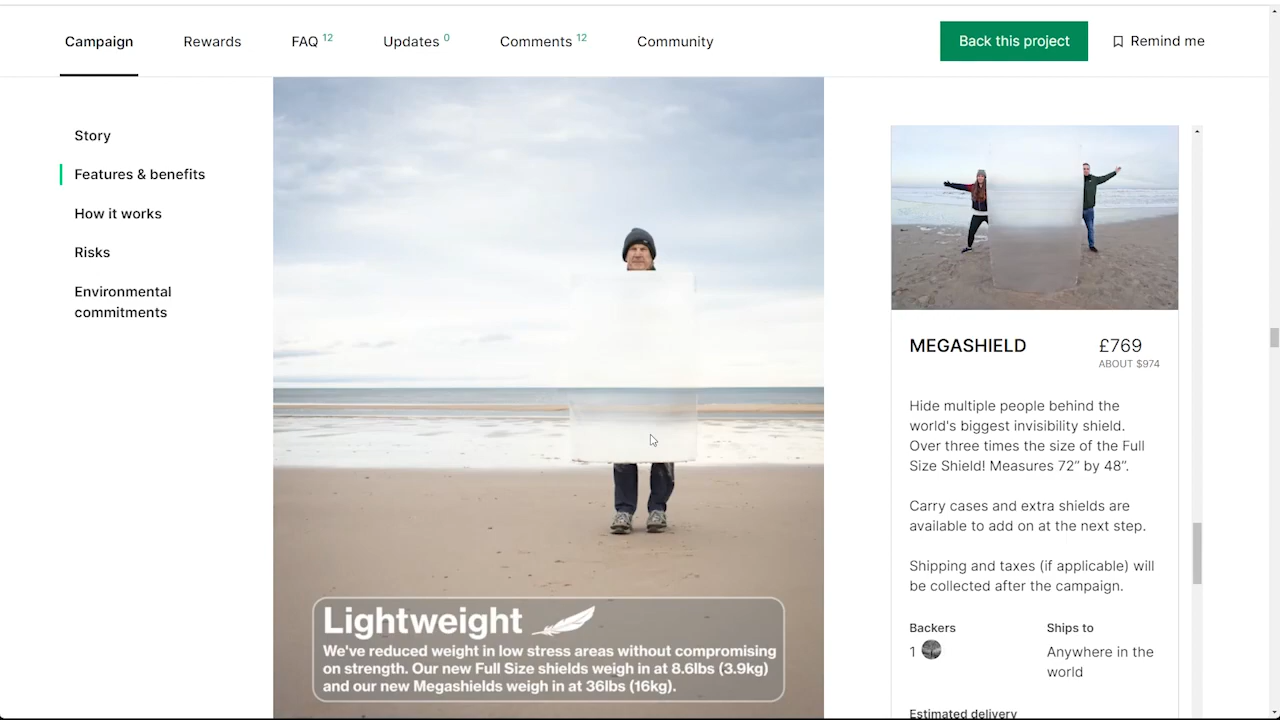 Campaign
Rewards
FAQ 12
Updates 0
Comments 12
Community
Back this project
Remind me
Story
Features & benefits
How it works
Risks
Environmental
commitments
Lightweight
We've reduced weight in low stress areas without compromising
on strength. Our new Full Size shields weigh in at 8.6lbs (3.9kg)
and our new Megashields weigh in at 36lbs (16kg).
MEGASHIELD
£769
ABOUT $974
Hide multiple people behind the
world's biggest invisibility shield.
Over three times the size of the Full
Size Shield! Measures 72” by 48”.
Carry cases and extra shields are
available to add on at the next step.
Shipping and taxes (if applicable) will
be collected after the campaign.
Backers
1
Ships to
Anywhere in the
world
Estimated delivery